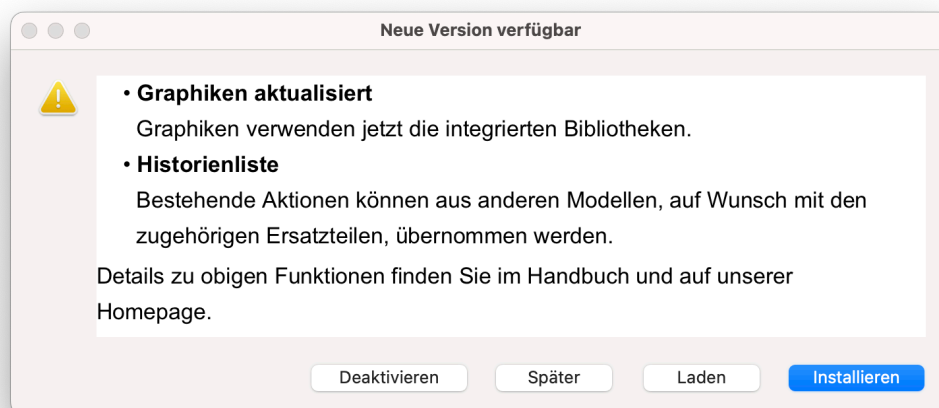 Neue Version verfügbar
• Graphiken aktualisiert
Graphiken verwenden jetzt die integrierten Bibliotheken.
• Historienliste
Bestehende Aktionen können aus anderen Modellen, auf Wunsch mit den
zugehörigen Ersatzteilen, übernommen werden.
Details zu obigen Funktionen finden Sie im Handbuch und auf unserer
Homepage.
Deaktivieren Später Laden Installieren